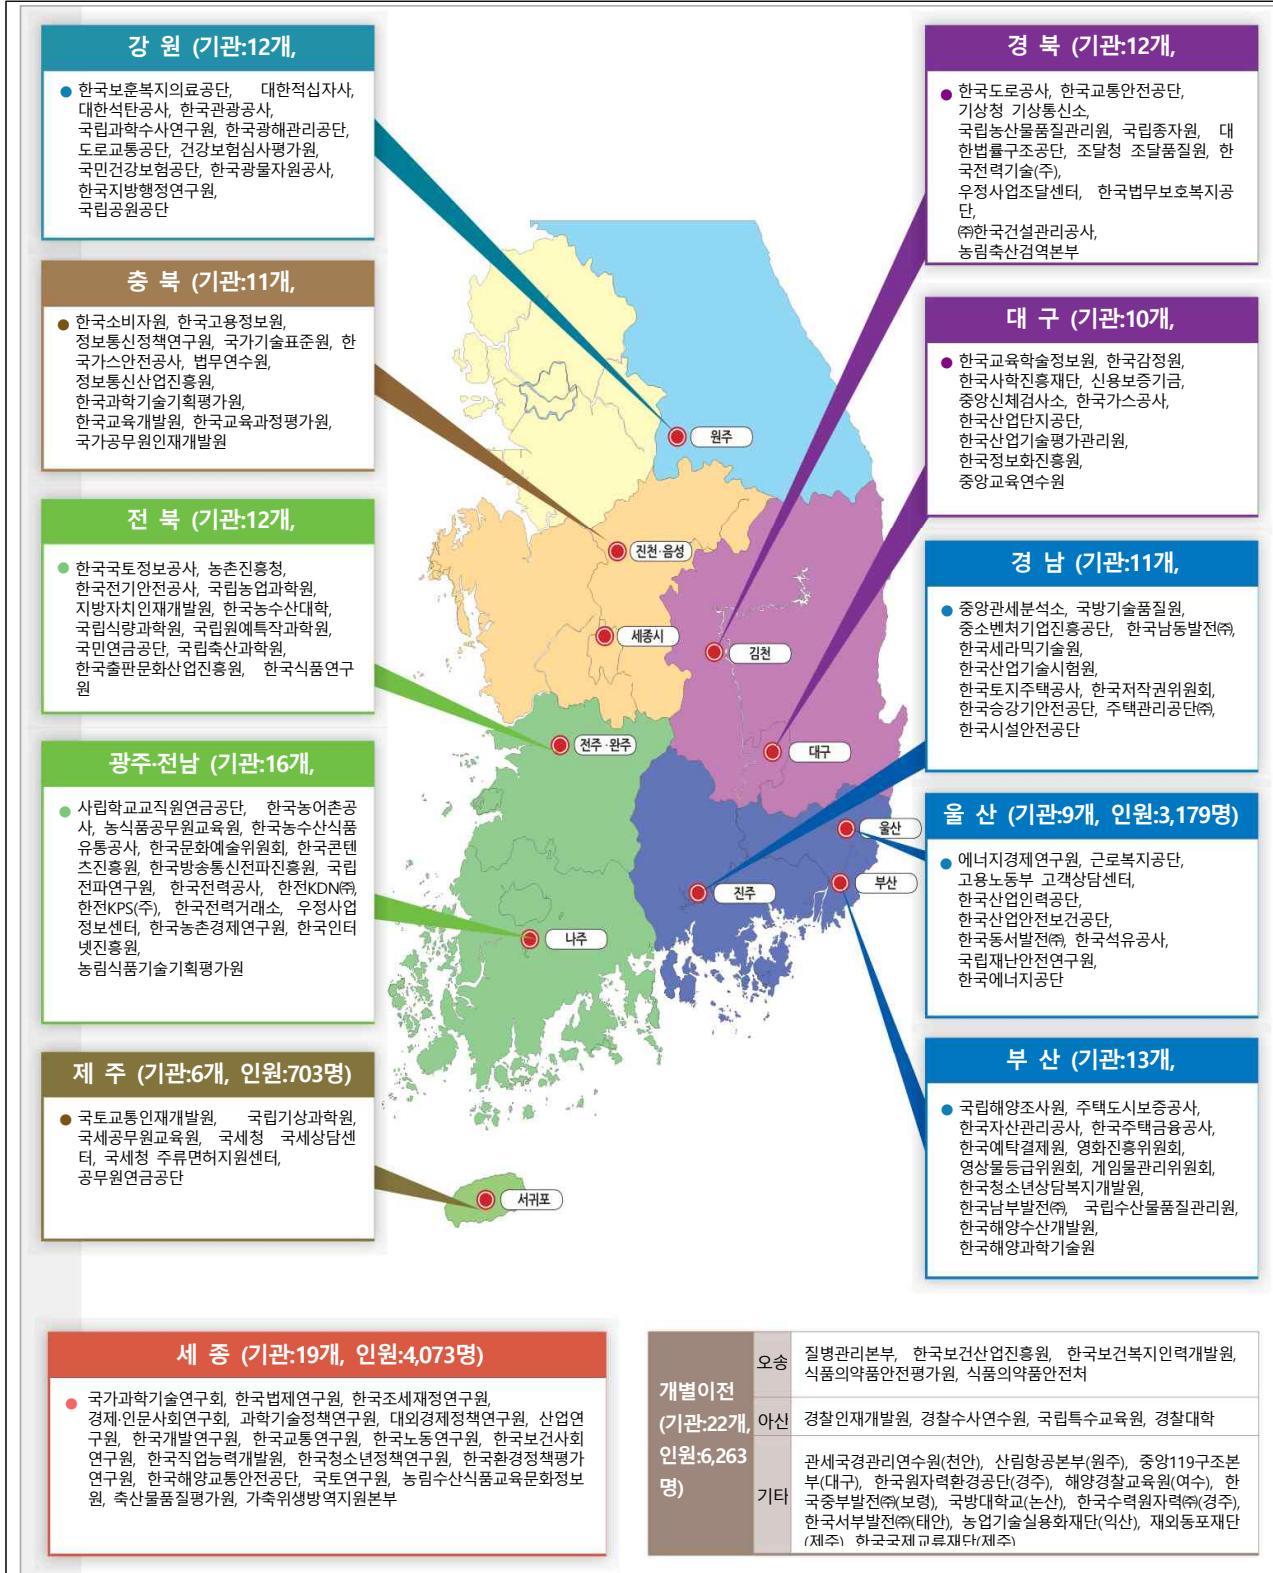 강 원 (기관:12개,
한국보훈복지의료공단, 대한적십자사,
대한석탄공사, 한국관광공사,
국립과학수사연구원, 한국광해관리공단,
도로교통공단, 건강보험심사평가원,
국민건강보험공단, 한국광물자원공사,
한국지방행정연구원,
국립공원공단
충 북 (기관:11개,
한국소비자원, 한국고용정보원,
정보통신정책연구원, 국가기술표준원, 한
국가스안전공사, 법무연수원,
정보통신산업진흥원,
한국과학기술기획평가원,
한국교육개발원, 한국교육과정평가원,
국가공무원인재개발원
전 북 (기관:12개,
한국국토정보공사, 농촌진흥청,
한국전기안전공사, 국립농업과학원,
지방자치인재개발원, 한국농수산대학,
국립식량과학원, 국립원예특작과학원,
국민연금공단, 국립축산과학원,
한국출판문화산업진흥원, 한국식품연구
원
광주·전남 (기관:16개,
사립학교교직원연금공단, 한국농어촌공
사, 농식품공무원교육원, 한국농수산식품
유통공사, 한국문화예술위원회, 한국콘텐
츠진흥원, 한국방송통신전파진흥원, 국립
전파연구원, 한국전력공사, 한전KDN㈜,
한전KPS(주), 한국전력거래소, 우정사업
정보센터, 한국농촌경제연구원, 한국인터
넷진흥원,
농림식품기술기획평가원
제 주 (기관:6개, 인원:703명)
국토교통인재개발원, 국립기상과학원,
국세공무원교육원, 국세청 국세상담센
터, 국세청 주류면허지원센터,
공무원연금공단
원주
진천·음성
세종시
김천
전주·완주
대구
울산
부산
진주
나주
서귀포
경 북 (기관:12개,
한국도로공사, 한국교통안전공단,
기상청 기상통신소,
국립농산물품질관리원, 국립종자원, 대
한법률구조공단, 조달청 조달품질원, 한
국전력기술(주),
우정사업조달센터, 한국법무보호복지공
단,
㈜한국건설관리공사,
농림축산검역본부
대 구 (기관:10개,
한국교육학술정보원, 한국감정원,
한국사학진흥재단, 신용보증기금,
중앙신체검사소, 한국가스공사,
한국산업단지공단,
한국산업기술평가관리원,
한국정보화진흥원,
중앙교육연수원
경 남 (기관:11개,
중앙관세분석소, 국방기술품질원,
중소벤처기업진흥공단, 한국남동발전㈜,
한국세라믹기술원,
한국산업기술시험원,
한국토지주택공사, 한국저작권위원회,
한국승강기안전공단, 주택관리공단㈜,
한국시설안전공단
울 산 (기관:9개, 인원:3,179명)
에너지경제연구원, 근로복지공단,
고용노동부 고객상담센터,
한국산업인력공단,
한국산업안전보건공단,
한국동서발전㈜, 한국석유공사,
국립재난안전연구원,
한국에너지공단
부 산 (기관:13개,
국립해양조사원, 주택도시보증공사,
한국자산관리공사, 한국주택금융공사,
한국예탁결제원, 영화진흥위원회,
영상물등급위원회, 게임물관리위원회,
한국청소년상담복지개발원,
한국남부발전㈜, 국립수산물품질관리원,
한국해양수산개발원,
한국해양과학기술원
세 종 (기관:19개, 인원:4,073명)
국가과학기술연구회, 한국법제연구원, 한국조세재정연구원,
경제·인문사회연구회, 과학기술정책연구원, 대외경제정책연구원, 산업연
구원, 한국개발연구원, 한국교통연구원, 한국노동연구원, 한국보건사회
연구원, 한국직업능력개발원, 한국청소년정책연구원, 한국환경정책평가
연구원, 한국해양교통안전공단, 국토연구원, 농림수산식품교육문화정보
원, 축산물품질평가원, 가축위생방역지원본부
개별이전
(기관:22개,
인원:6,263
명)
오송
질병관리본부, 한국보건산업진흥원, 한국보건복지인력개발원,
식품의약품안전평가원, 식품의약품안전처
아산
경찰인재개발원, 경찰수사연수원, 국립특수교육원, 경찰대학
기타
관세국경관리연수원(천안), 산림항공본부(원주), 중앙119구조본
부(대구), 한국원자력환경공단(경주), 해양경찰교육원(여수), 한
국중부발전㈜(보령), 국방대학교(논산), 한국수력원자력㈜(경주),
한국서부발전㈜(태안), 농업기술실용화재단(익산), 재외동포재단
(제주), 한국국제교류재단(제주)